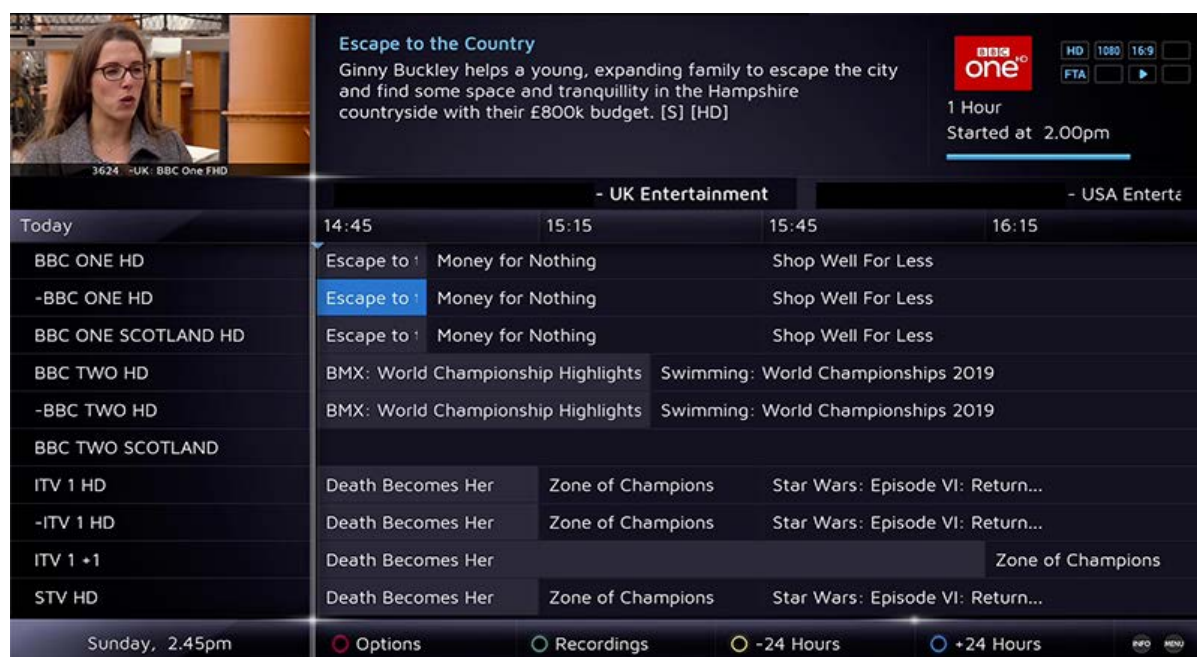 3624 -UK: BBC One FHD
Escape to the Country
Ginny Buckley helps a young, expanding family to escape the city
and find some space and tranquillity in the Hampshire
countryside with their £800k budget. [S] [HD]
BBC
one HD
HD 1080 16:9
FTA
1 Hour
Started at 2.00pm
- UK Entertainment - USA Enterta
Today 14:45 15:15 15:45 16:15
BBC ONE HD Escape to Money for Nothing Shop Well For Less
-BBC ONE HD Escape to Money for Nothing Shop Well For Less
BBC ONE SCOTLAND HD Escape to Money for Nothing Shop Well For Less
BBC TWO HD BMX: World Championship Highlights Swimming: World Championships 2019
-BBC TWO HD BMX: World Championship Highlights Swimming: World Championships 2019
BBC TWO SCOTLAND
ITV 1 HD Death Becomes Her Zone of Champions Star Wars: Episode VI: Return...
-ITV 1 HD Death Becomes Her Zone of Champions Star Wars: Episode VI: Return...
ITV 1 +1 Death Becomes Her Zone of Champions
STV HD Death Becomes Her Zone of Champions Star Wars: Episode VI: Return...
Sunday, 2.45pm Options Recordings -24 Hours +24 Hours INFO MENU